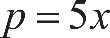 p = 5x